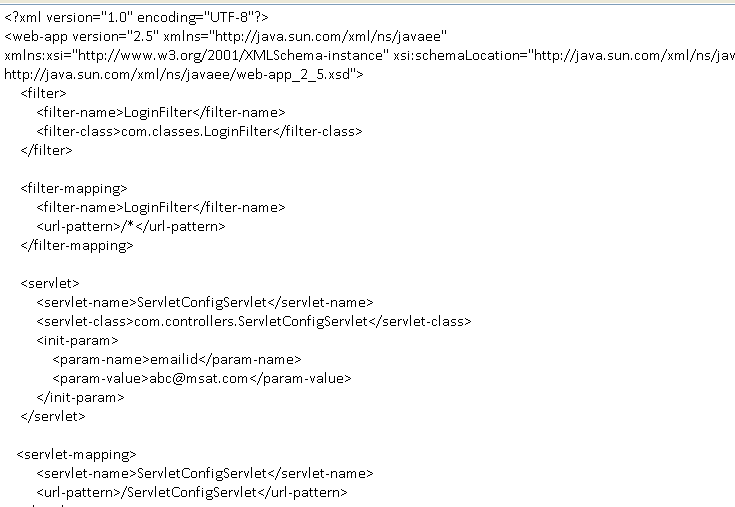 <?xml version="1.0" encoding="UTF-8"?>
<web-app version="2.5" xmlns="http://java.sun.com/xml/ns/javaee"
xmlns:xsi="http://www.w3.org/2001/XMLSchema-instance" xsi:schemaLocation="http://java.sun.com/xml/ns/jav
http://java.sun.com/xml/ns/javaee/web-app_2_5.xsd">
<filter>
<filter-name>LoginFilter</filter-name>
<filter-class>com.classes.LoginFilter</filter-class>
</filter>
<filter-mapping>
<filter-name>LoginFilter</filter-name>
<url-pattern>/*</url-pattern>
</filter-mapping>
<servlet>
<servlet-name>ServletConfigServlet</servlet-name>
<servlet-class>com.controllers.ServletConfigServlet</servlet-class>
<init-param>
<param-name>emailid</param-name>
<param-value>abc@msat.com</param-value>
</init-param>
</servlet>
<servlet-mapping>
<servlet-name>ServletConfigServlet</servlet-name>
<url-pattern>/ServletConfigServlet</url-pattern>